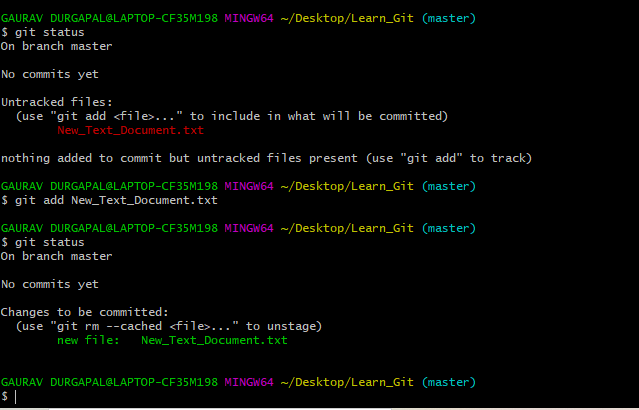 GAURAV DURGAPAL@LAPTOP-CF35M198 MINGW64 ~/Desktop/Learn_Git (master)
$ git status
On branch master
No commits yet
Untracked files:
(use "git add <file>..." to include in what will be committed)
New_Text_Document.txt
nothing added to commit but untracked files present (use "git add" to track)
GAURAV DURGAPAL@LAPTOP-CF35M198 MINGW64 ~/Desktop/Learn_Git (master)
$ git add New_Text_Document.txt
GAURAV DURGAPAL@LAPTOP-CF35M198 MINGW64 ~/Desktop/Learn_Git (master)
$ git status
On branch master
No commits yet
Changes to be committed:
(use "git rm --cached <file>..." to unstage)
new file:   New_Text_Document.txt
GAURAV DURGAPAL@LAPTOP-CF35M198 MINGW64 ~/Desktop/Learn_Git (master)
$